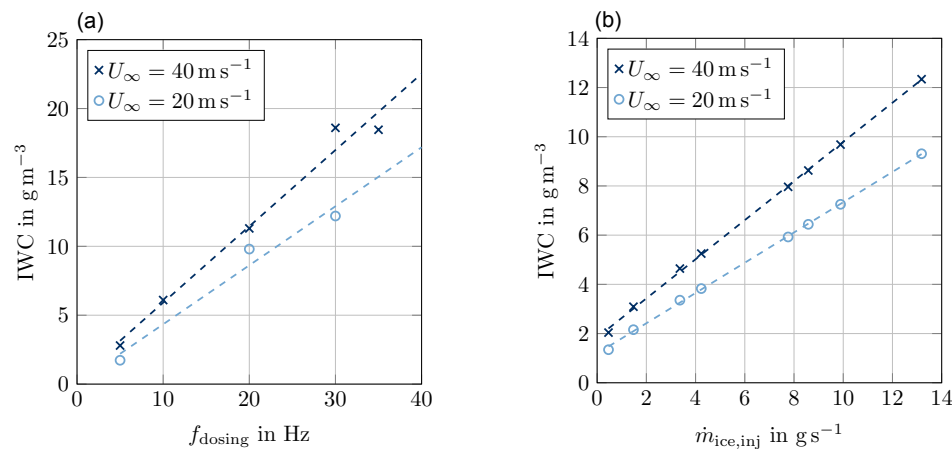 (a)
25
20
15
10
5
0
IWC in g m⁻³
U∞ = 40 m s⁻¹
U∞ = 20 m s⁻¹
0 10 20 30 40
f_dosing in Hz
(b)
14
12
10
8
6
4
2
0
IWC in g m⁻³
U∞ = 40 m s⁻¹
U∞ = 20 m s⁻¹
0 2 4 6 8 10 12 14
ṁ_ice,inj in g s⁻¹